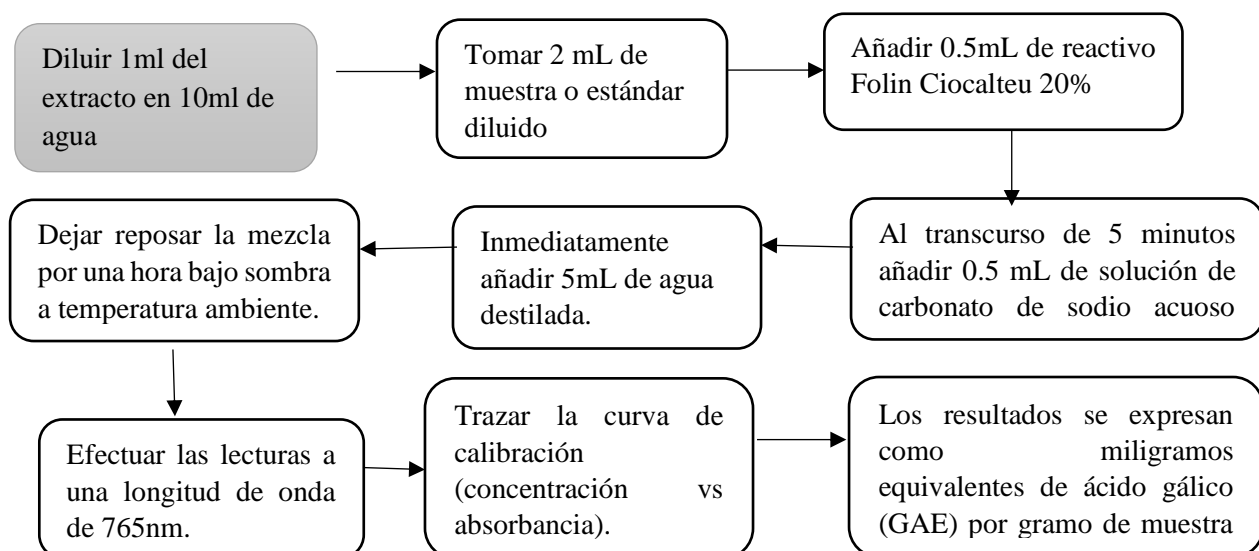 Diluir 1ml del
extracto en 10ml de
agua
Tomar 2 mL de
muestra o estándar
diluido
Añadir 0.5mL de reactivo
Folin Ciocalteu 20%
Al transcurso de 5 minutos
añadir 0.5 mL de solución de
carbonato de sodio acuoso
Inmediatamente
añadir 5mL de agua
destilada.
Dejar reposar la mezcla
por una hora bajo sombra
a temperatura ambiente.
Efectuar las lecturas a
una longitud de onda
de 765nm.
Trazar la curva de
calibración
(concentración vs
absorbancia).
Los resultados se expresan
como miligramos
equivalentes de ácido gálico
(GAE) por gramo de muestra